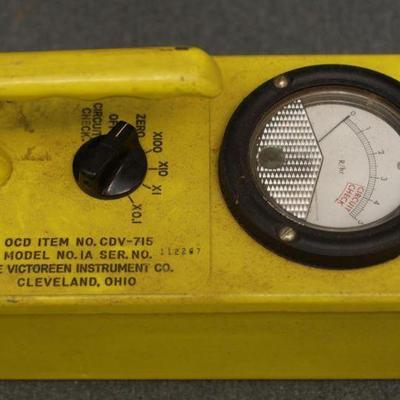 CIRCUIT
CHECK
OFF
ZERO
X100
X10
X1
X0.1
OCD ITEM NO. CDV-715
MODEL NO. 1A SER. NO. 112267
E VICTOREEN INSTRUMENT CO.
CLEVELAND, OHIO
0
1
2
3
4
5
R/hr
CIRCUIT
CHECK